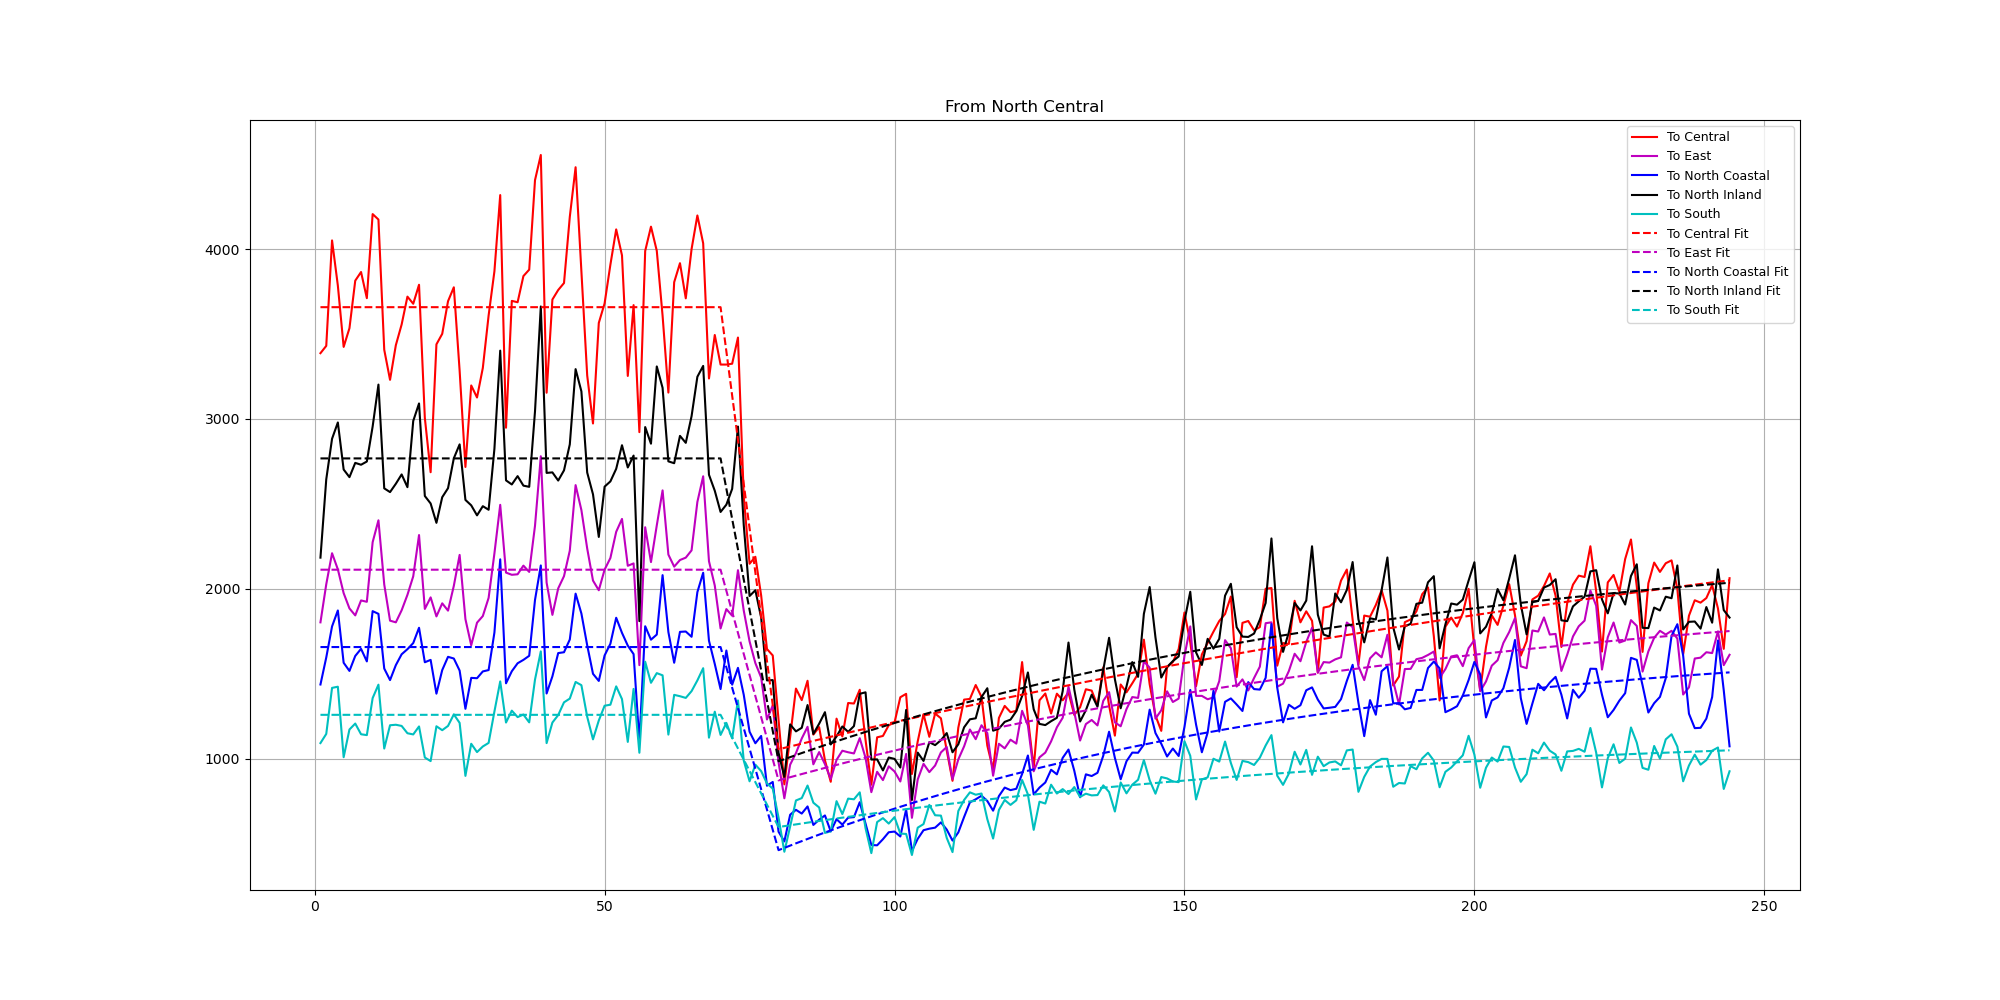 From North Central
To Central
To East
To North Coastal
To North Inland
To South
To Central Fit
To East Fit
To North Coastal Fit
To North Inland Fit
To South Fit
4000
3000
2000
1000
0 50 100 150 200 250